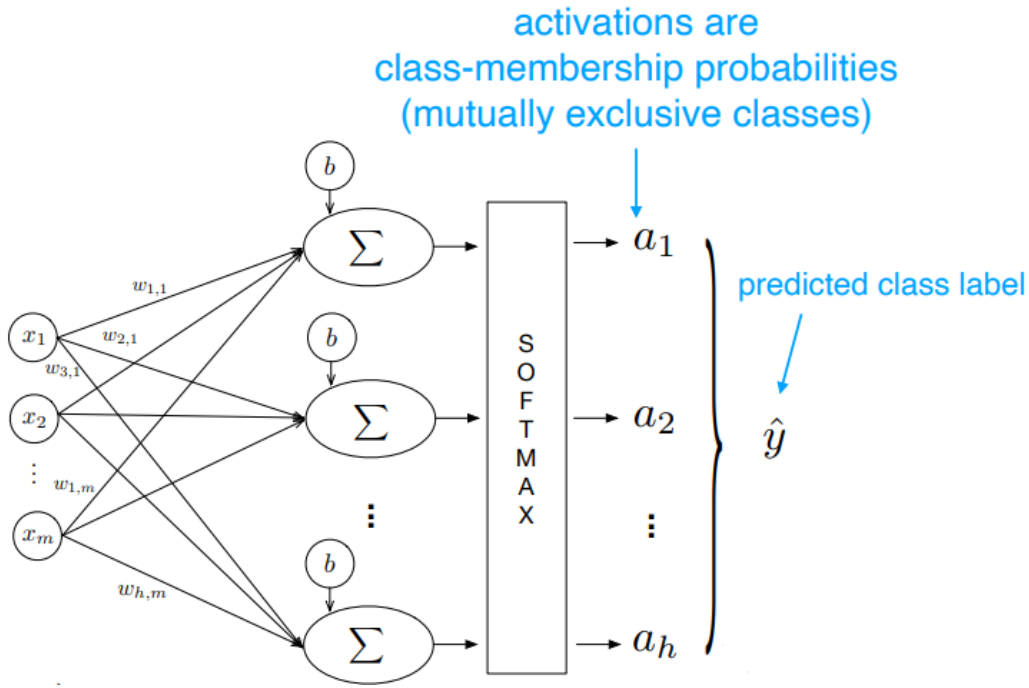 activations are
class-membership probabilities
(mutually exclusive classes)
b
∑
a₁
w₁,₁
predicted class label
x₁
w₂,₁
b
w₃,₁
SOFTMAX
x₂
∑
a₂
ŷ
⋮
w₁,ₘ
⋮
⋮
xₘ
b
wₕ,ₘ
∑
aₕ